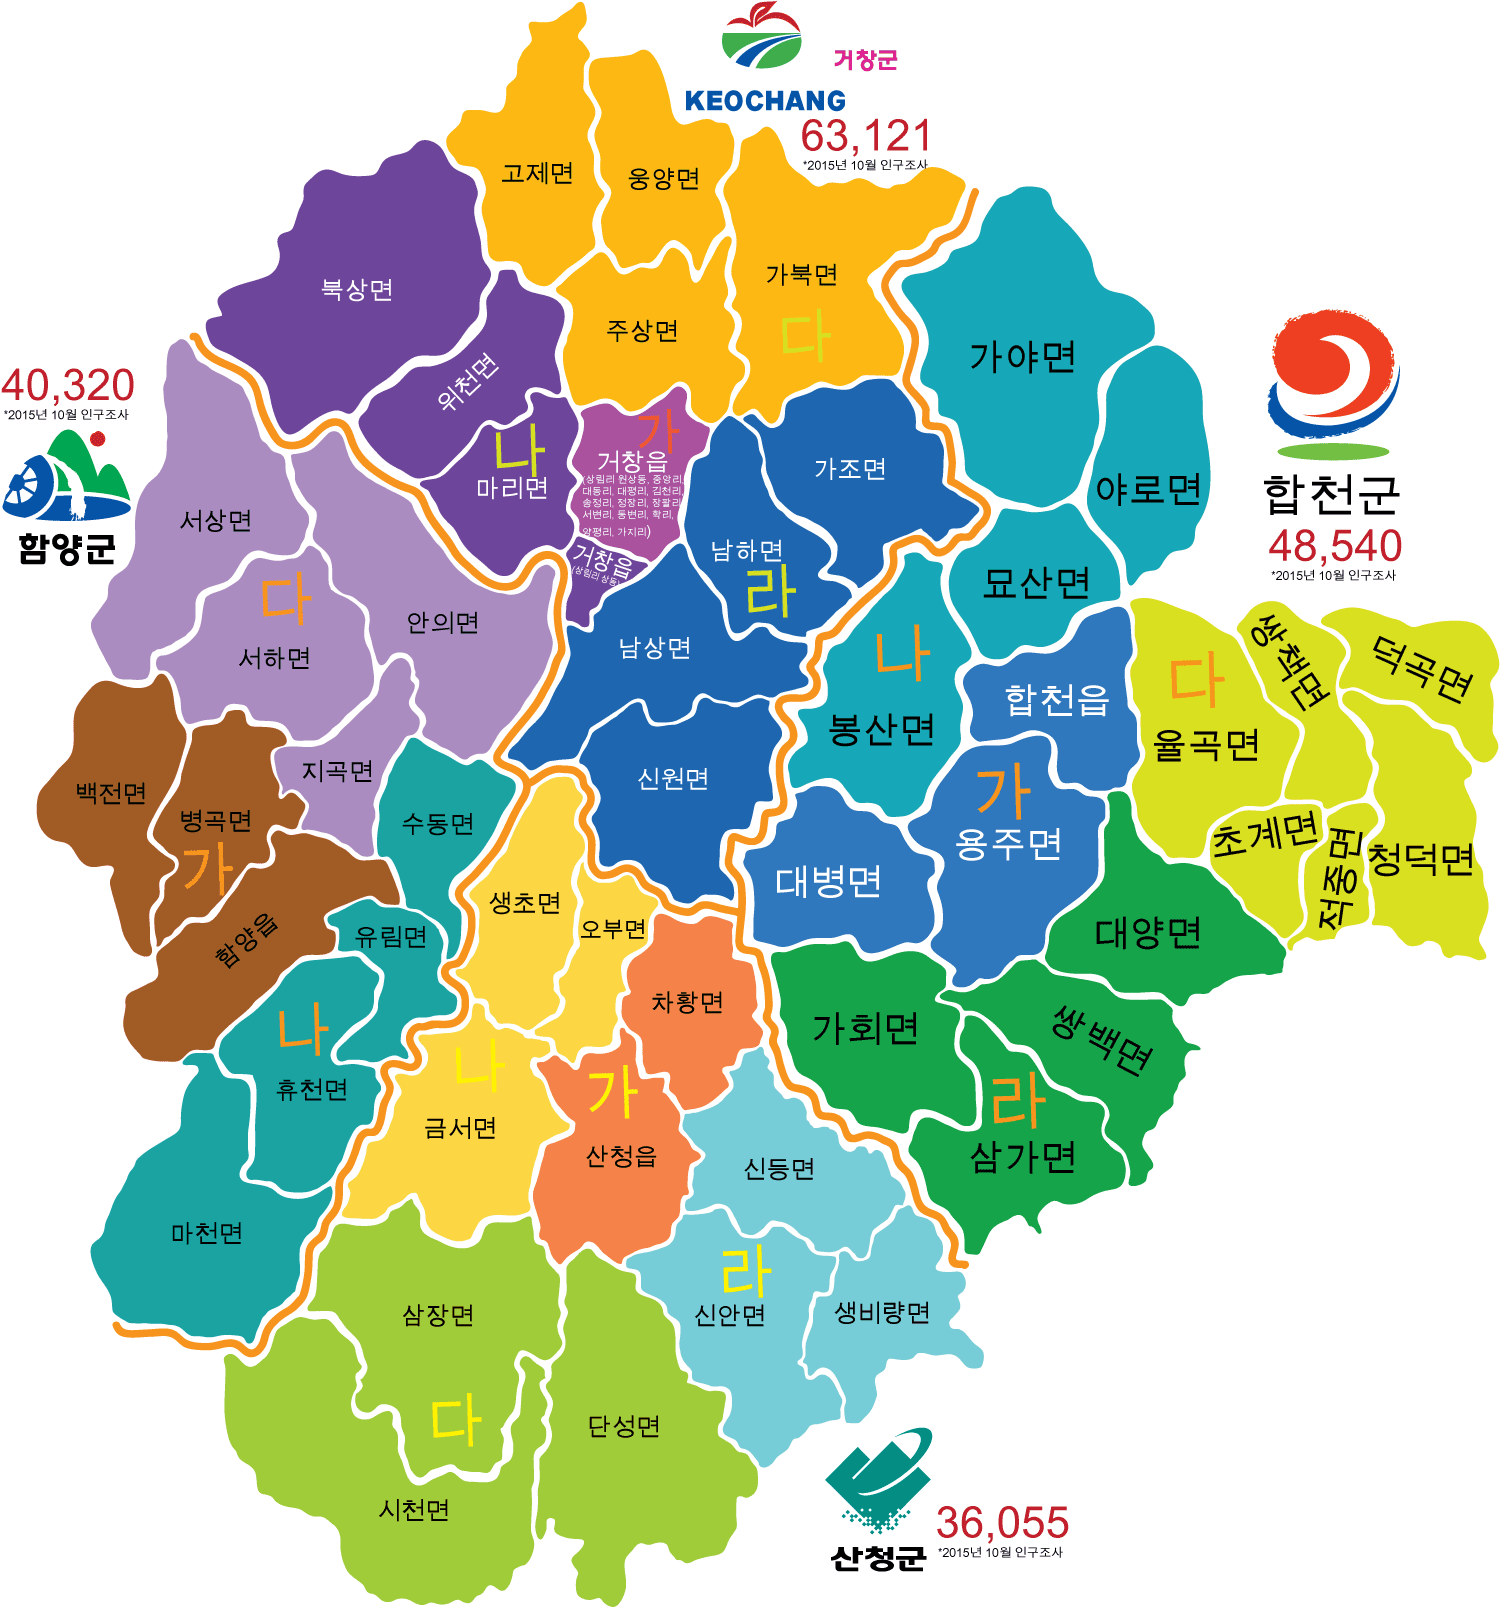 거창군
KEOCHANG
63,121
*2015년 10월 인구조사
고제면
웅양면
가북면
다
북상면
주상면
위천면
나
마리면
가
거창읍
(상림리 원상동, 중앙리,
대동리, 대평리, 김천리,
송정리, 정장리, 장팔리
서변리, 동변리, 학리,
양평리, 가지리)
거창읍
(상림리 상동)
가조면
남하면
라
남상면
신원면
40,320
*2015년 10월 인구조사
함양군
서상면
다
서하면
안의면
지곡면
백전면
병곡면
가
함양읍
수동면
유림면
나
휴천면
마천면
합천군
48,540
*2015년 10월 인구조사
가야면
야로면
묘산면
나
봉산면
합천읍
가
용주면
대병면
다
율곡면
쌍책면
덕곡면
초계면
적중면
청덕면
대양면
가회면
쌍백면
라
삼가면
생초면
오부면
차황면
나
금서면
가
산청읍
신등면
라
신안면
생비량면
삼장면
다
시천면
단성면
산청군
36,055
*2015년 10월 인구조사